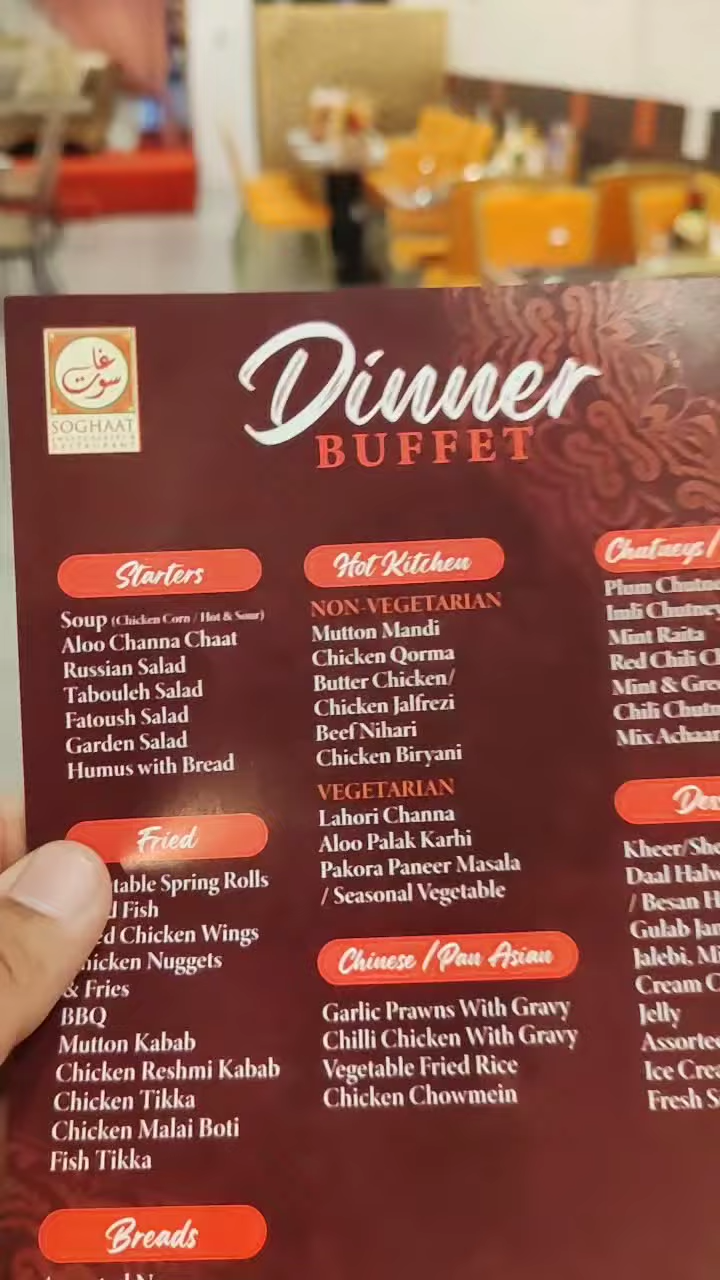 غا
سوت
SOGHAAT
RESTAURANT
Dinner
BUFFET
Starters
Soup (Chicken Corn / Hot & Sour)
Aloo Channa Chaat
Russian Salad
Tabouleh Salad
Fatoush Salad
Garden Salad
Humus with Bread
Fried
table Spring Rolls
Fish
Chicken Wings
hicken Nuggets
& Fries
BBQ
Mutton Kabab
Chicken Reshmi Kabab
Chicken Tikka
Chicken Malai Boti
Fish Tikka
Breads
Hot Kitchen
NON-VEGETARIAN
Mutton Mandi
Chicken Qorma
Butter Chicken/
Chicken Jalfrezi
Beef Nihari
Chicken Biryani
VEGETARIAN
Lahori Channa
Aloo Palak Karhi
Pakora Paneer Masala
/ Seasonal Vegetable
Chinese / Pan Asian
Garlic Prawns With Gravy
Chilli Chicken With Gravy
Vegetable Fried Rice
Chicken Chowmein
Chutneys /
Plum Chutn
Imli Chutney
Mint Raita
Red Chili C
Mint & Gre
Chili Chutn
Mix Achaar
Des
Kheer/She
Daal Halw
/ Besan H
Gulab Jam
Jalebi, Mi
Cream C
Jelly
Assorte
Ice Crea
Fresh S